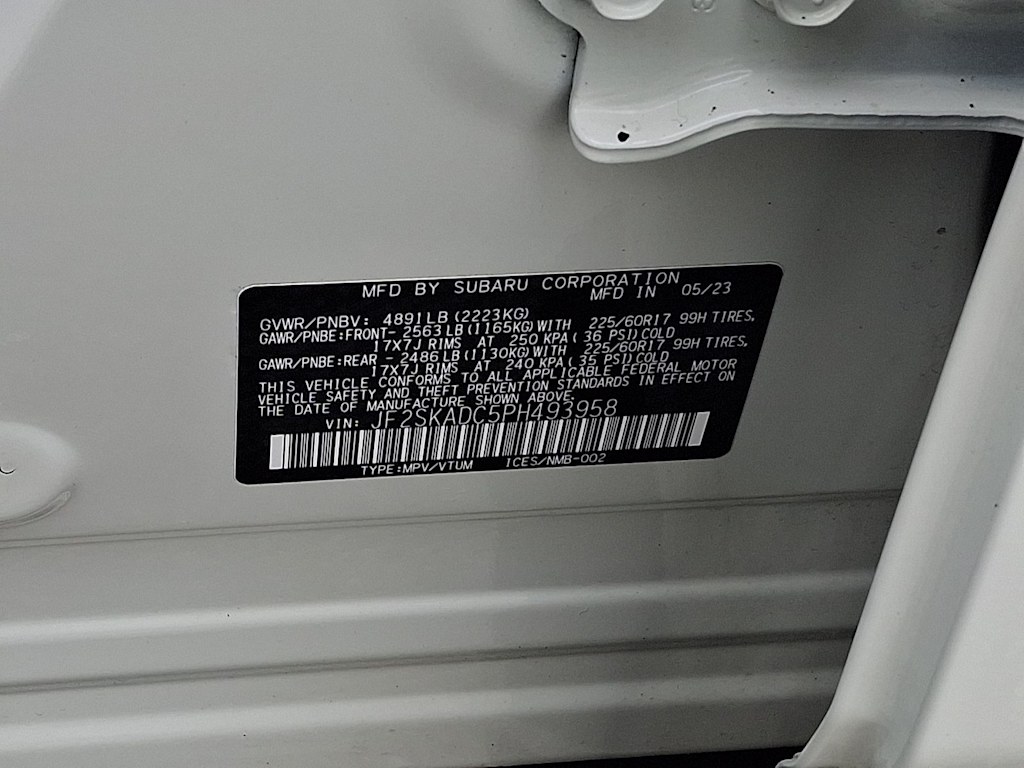 MFD BY SUBARU CORPORATION
MFD IN 05/23
GVWR/PNBV: 4891LB(2223KG)
GAWR/PNBE:FRONT- 2563LB(1165KG)WITH 225/60R17 99H TIRES,
17X7J RIMS AT 250 KPA( 36 PSI)COLD
GAWR/PNBE:REAR - 2486LB(1130KG)WITH 225/60R17 99H TIRES,
17X7J RIMS AT 240 KPA( 35 PSI)COLD
THIS VEHICLE CONFORMS TO ALL APPLICABLE FEDERAL MOTOR
VEHICLE SAFETY AND THEFT PREVENTION STANDARDS IN EFFECT ON
THE DATE OF MANUFACTURE SHOWN ABOVE.
VIN: JF2SKADC5PH493958
TYPE:MPV/VTUM ICES/NMB-002